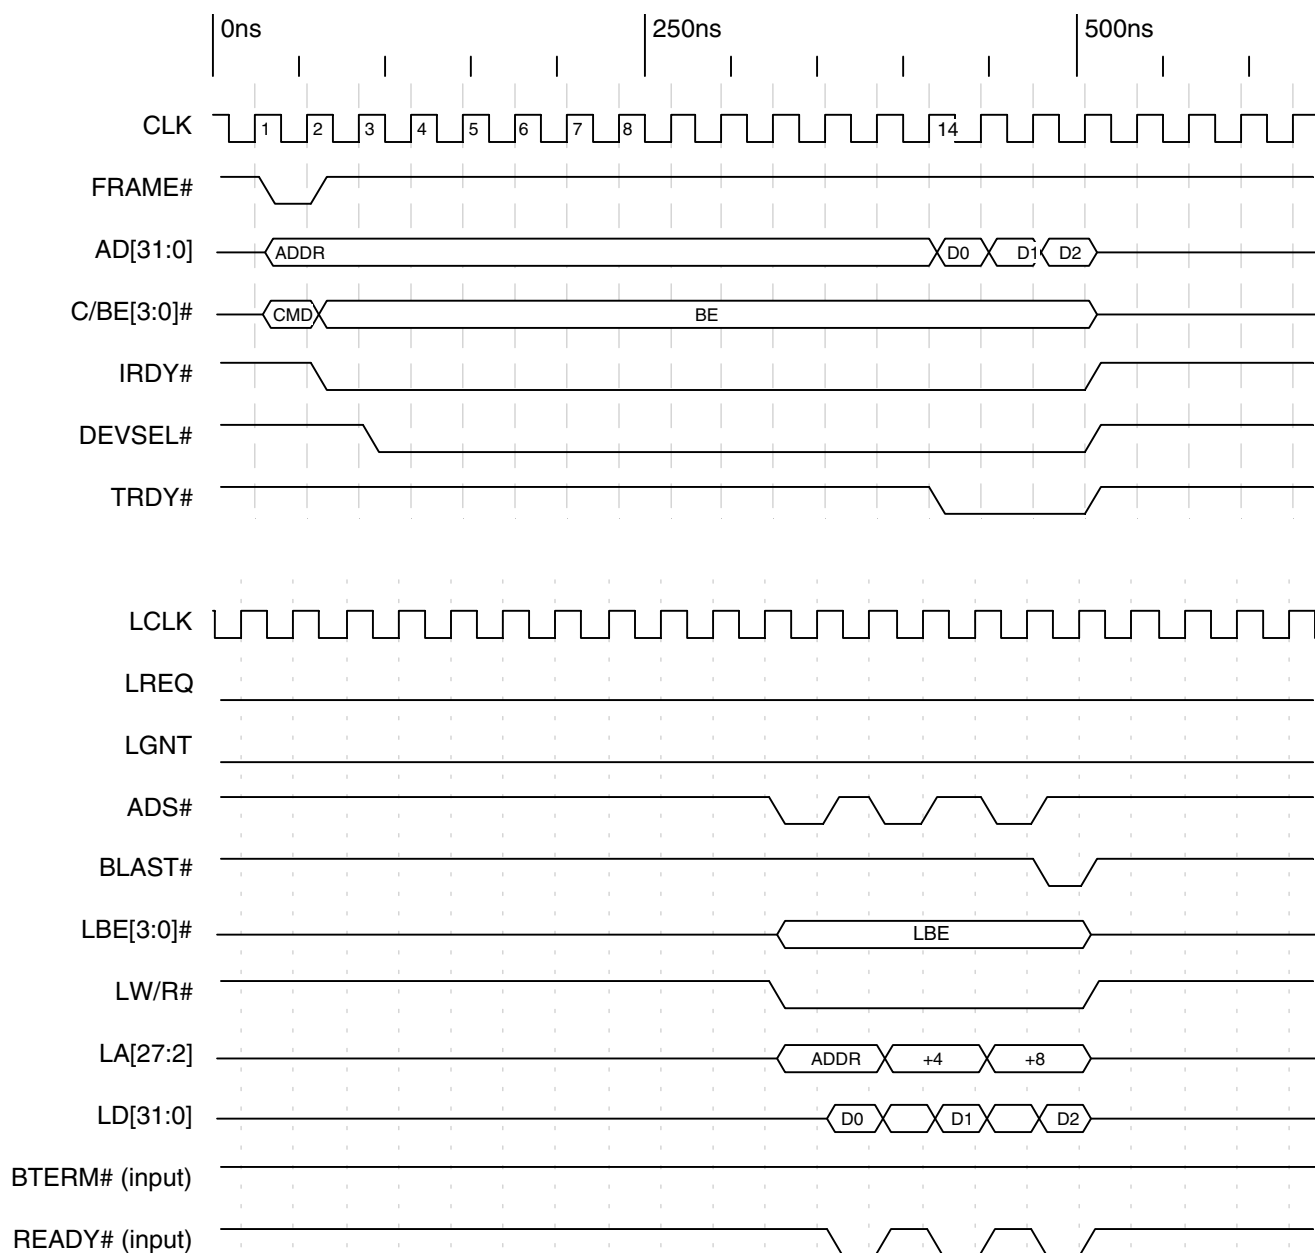 0ns 250ns 500ns
CLK 1 2 3 4 5 6 7 8 14
FRAME#
AD[31:0] ADDR D0 D1 D2
C/BE[3:0]# CMD BE
IRDY#
DEVSEL#
TRDY#
LCLK
LREQ
LGNT
ADS#
BLAST#
LBE[3:0]# LBE
LW/R#
LA[27:2] ADDR +4 +8
LD[31:0] D0 D1 D2
BTERM# (input)
READY# (input)